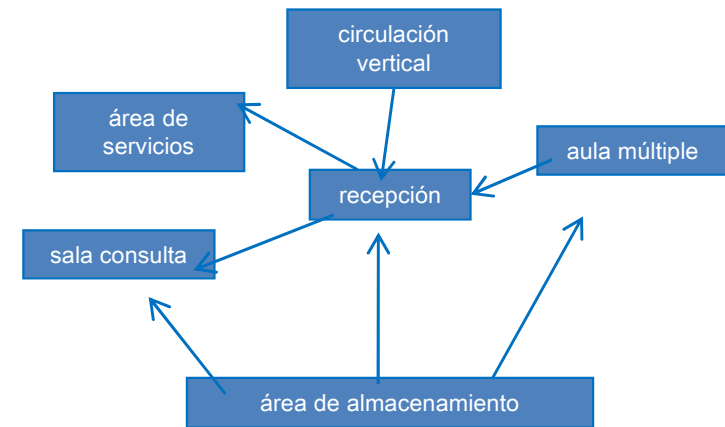 circulación
vertical
área de
servicios
aula múltiple
recepción
sala consulta
área de almacenamiento